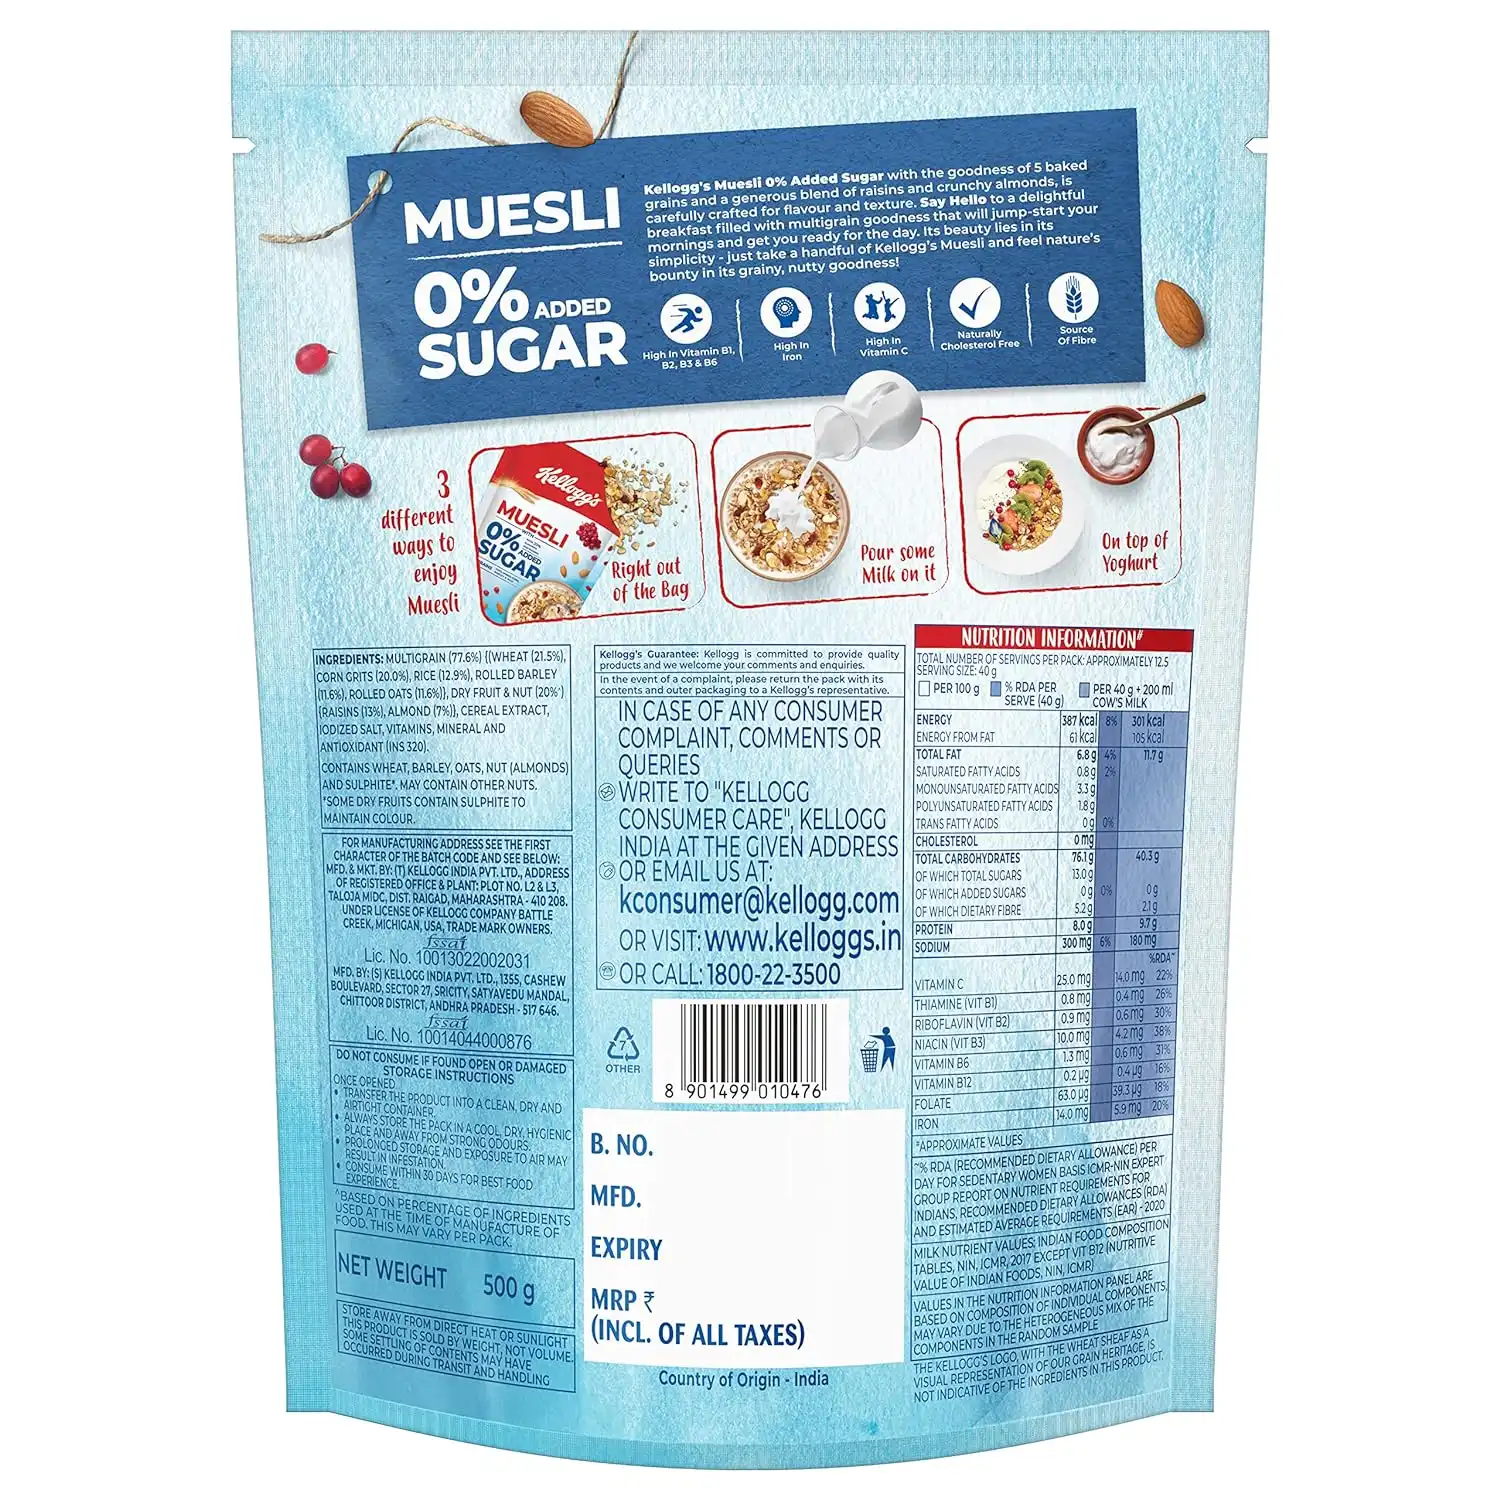 MUESLI
0% ADDED
SUGAR
Kellogg's Muesli 0% Added Sugar with the goodness of 5 baked
grains and a generous blend of raisins and crunchy almonds, is
carefully crafted for flavour and texture. Say Hello to a delightful
breakfast filled with multigrain goodness that will jump-start your
mornings and get you ready for the day. Its beauty lies in its
simplicity - just take a handful of Kellogg's Muesli and feel nature's
bounty in its grainy, nutty goodness!
High In Vitamin B1,
B2, B3 & B6
High In
Iron
High In
Vitamin C
Naturally
Cholesterol Free
Source
Of Fibre
3
different
ways to
enjoy
Muesli
Kellogg's
MUESLI
0% ADDED
SUGAR
Right out
of the Bag
Pour some
Milk on it
On top of
Yoghurt
INGREDIENTS: MULTIGRAIN (77.6%) {(WHEAT (21.5%),
CORN GRITS (20.0%), RICE (12.9%), ROLLED BARLEY
(11.6%), ROLLED OATS (11.6%)}, DRY FRUIT & NUT (20%^)
{RAISINS (13%), ALMOND (7%)}, CEREAL EXTRACT,
IODIZED SALT, VITAMINS, MINERAL AND
ANTIOXIDANT (INS 320).
CONTAINS WHEAT, BARLEY, OATS, NUT (ALMONDS)
AND SULPHITE*. MAY CONTAIN OTHER NUTS.
*SOME DRY FRUITS CONTAIN SULPHITE TO
MAINTAIN COLOUR.
FOR MANUFACTURING ADDRESS SEE THE FIRST
CHARACTER OF THE BATCH CODE AND SEE BELOW:
MFD. & MKT. BY: (T) KELLOGG INDIA PVT. LTD., ADDRESS
OF REGISTERED OFFICE & PLANT: PLOT NO. L2 & L3,
TALOJA MIDC, DIST. RAIGAD, MAHARASHTRA - 410 208.
UNDER LICENSE OF KELLOGG COMPANY BATTLE
CREEK, MICHIGAN, USA, TRADE MARK OWNERS.
fssai
Lic. No. 10013022002031
MFD. BY: (S) KELLOGG INDIA PVT. LTD., 1355, CASHEW
BOULEVARD, SECTOR 27, SRICITY, SATYAVEDU MANDAL,
CHITTOOR DISTRICT, ANDHRA PRADESH - 517 646.
fssai
Lic. No. 10014044000876
DO NOT CONSUME IF FOUND OPEN OR DAMAGED
STORAGE INSTRUCTIONS
ONCE OPENED
• TRANSFER THE PRODUCT INTO A CLEAN, DRY AND
AIRTIGHT CONTAINER.
• ALWAYS STORE THE PACK IN A COOL, DRY, HYGIENIC
PLACE AND AWAY FROM STRONG ODOURS.
• PROLONGED STORAGE AND EXPOSURE TO AIR MAY
RESULT IN INFESTATION.
• CONSUME WITHIN 30 DAYS FOR BEST FOOD
EXPERIENCE.
^BASED ON PERCENTAGE OF INGREDIENTS
USED AT THE TIME OF MANUFACTURE OF
FOOD. THIS MAY VARY PER PACK.
NET WEIGHT 500 g
STORE AWAY FROM DIRECT HEAT OR SUNLIGHT
THIS PRODUCT IS SOLD BY WEIGHT, NOT VOLUME.
SOME SETTLING OF CONTENTS MAY HAVE
OCCURRED DURING TRANSIT AND HANDLING
Kellogg's Guarantee: Kellogg is committed to provide quality
products and we welcome your comments and enquiries.
In the event of a complaint, please return the pack with its
contents and outer packaging to a Kellogg's representative.
IN CASE OF ANY CONSUMER
COMPLAINT, COMMENTS OR
QUERIES
WRITE TO "KELLOGG
CONSUMER CARE", KELLOGG
INDIA AT THE GIVEN ADDRESS
OR EMAIL US AT:
kconsumer@kellogg.com
OR VISIT: www.kelloggs.in
OR CALL: 1800-22-3500
7
OTHER
8 901499 010476
B. NO.
MFD.
EXPIRY
MRP ₹
(INCL. OF ALL TAXES)
Country of Origin - India
NUTRITION INFORMATION#
TOTAL NUMBER OF SERVINGS PER PACK: APPROXIMATELY 12.5
SERVING SIZE: 40 g
PER 100 g % RDA PER SERVE (40 g) PER 40 g + 200 ml COW'S MILK
ENERGY 387 kcal 8% 301 kcal
ENERGY FROM FAT 61 kcal 105 kcal
TOTAL FAT 6.8 g 4% 11.7 g
SATURATED FATTY ACIDS 0.8 g 2%
MONOUNSATURATED FATTY ACIDS 3.3 g
POLYUNSATURATED FATTY ACIDS 1.8 g
TRANS FATTY ACIDS 0 g 0%
CHOLESTEROL 0 mg
TOTAL CARBOHYDRATES 76.1 g 40.3 g
OF WHICH TOTAL SUGARS 13.0 g
OF WHICH ADDED SUGARS 0 g 0% 0 g
OF WHICH DIETARY FIBRE 5.2 g 2.1 g
PROTEIN 8.0 g 9.7 g
SODIUM 300 mg 6% 180 mg
%RDA~
VITAMIN C 25.0 mg 14.0 mg 22%
THIAMINE (VIT B1) 0.8 mg 0.4 mg 26%
RIBOFLAVIN (VIT B2) 0.9 mg 0.6 mg 30%
NIACIN (VIT B3) 10.0 mg 4.2 mg 38%
VITAMIN B6 1.3 mg 0.6 mg 31%
VITAMIN B12 0.2 µg 0.4 µg 16%
FOLATE 63.0 µg 39.3 µg 18%
IRON 14.0 mg 5.9 mg 20%
#APPROXIMATE VALUES
~% RDA (RECOMMENDED DIETARY ALLOWANCE) PER
DAY FOR SEDENTARY WOMEN BASIS ICMR-NIN EXPERT
GROUP REPORT ON NUTRIENT REQUIREMENTS FOR
INDIANS, RECOMMENDED DIETARY ALLOWANCES (RDA)
AND ESTIMATED AVERAGE REQUIREMENTS (EAR) - 2020
MILK NUTRIENT VALUES: INDIAN FOOD COMPOSITION
TABLES, NIN, ICMR, 2017 EXCEPT VIT B12 (NUTRITIVE
VALUE OF INDIAN FOODS, NIN, ICMR)
VALUES IN THE NUTRITION INFORMATION PANEL ARE
BASED ON COMPOSITION OF INDIVIDUAL COMPONENTS,
MAY VARY DUE TO THE HETEROGENEOUS MIX OF THE
COMPONENTS IN THE RANDOM SAMPLE
THE KELLOGG'S LOGO, WITH THE WHEAT SHEAF AS A
VISUAL REPRESENTATION OF OUR GRAIN HERITAGE, IS
NOT INDICATIVE OF THE INGREDIENTS IN THIS PRODUCT.